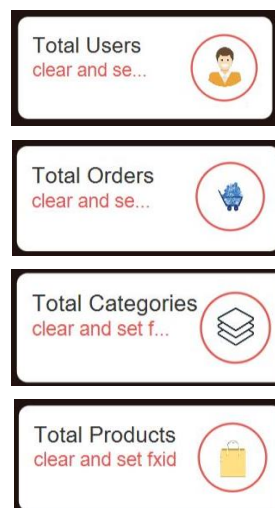 Total Users
clear and se...
Total Orders
clear and se...
Total Categories
clear and set f...
Total Products
clear and set fxid